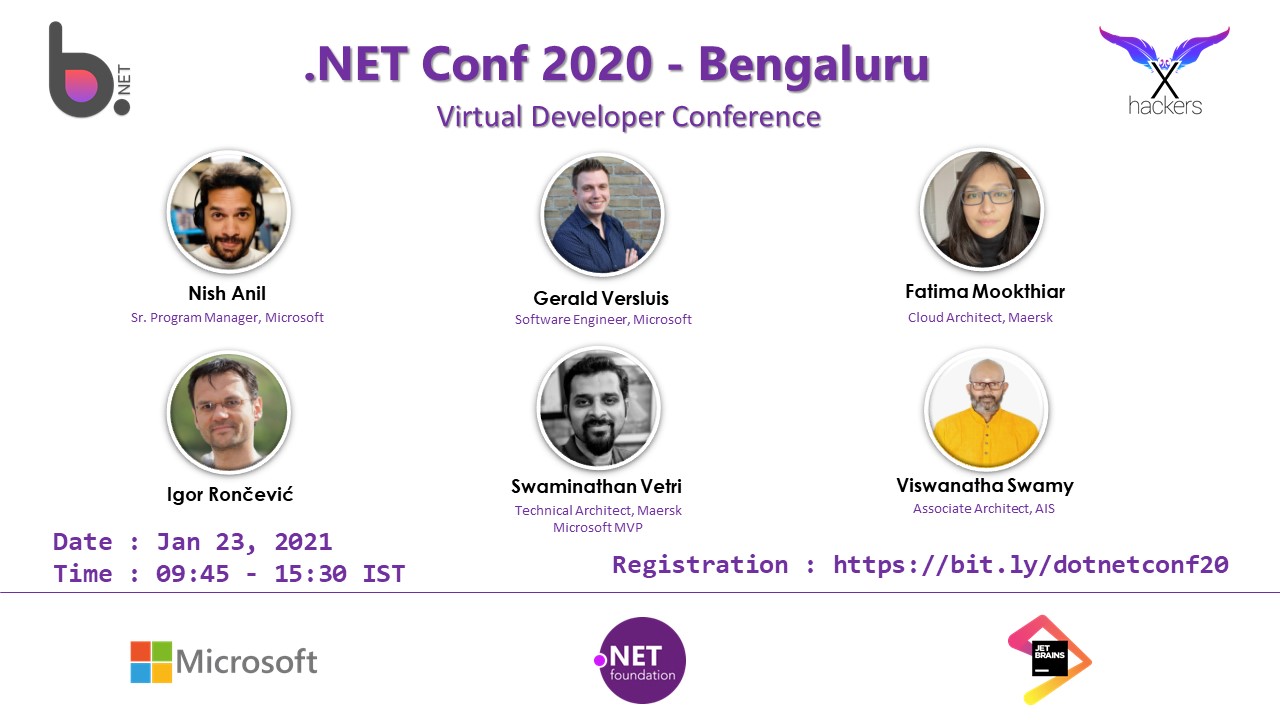 b.NET
.NET Conf 2020 - Bengaluru
Virtual Developer Conference
X
hackers
Nish Anil
Sr. Program Manager, Microsoft
Gerald Versluis
Software Engineer, Microsoft
Fatima Mookthiar
Cloud Architect, Maersk
Igor Rončević
Swaminathan Vetri
Technical Architect, Maersk
Microsoft MVP
Viswanatha Swamy
Associate Architect, AIS
Date : Jan 23, 2021
Time : 09:45 - 15:30 IST
Registration : https://bit.ly/dotnetconf20
Microsoft
.NET
foundation
JET
BRAINS